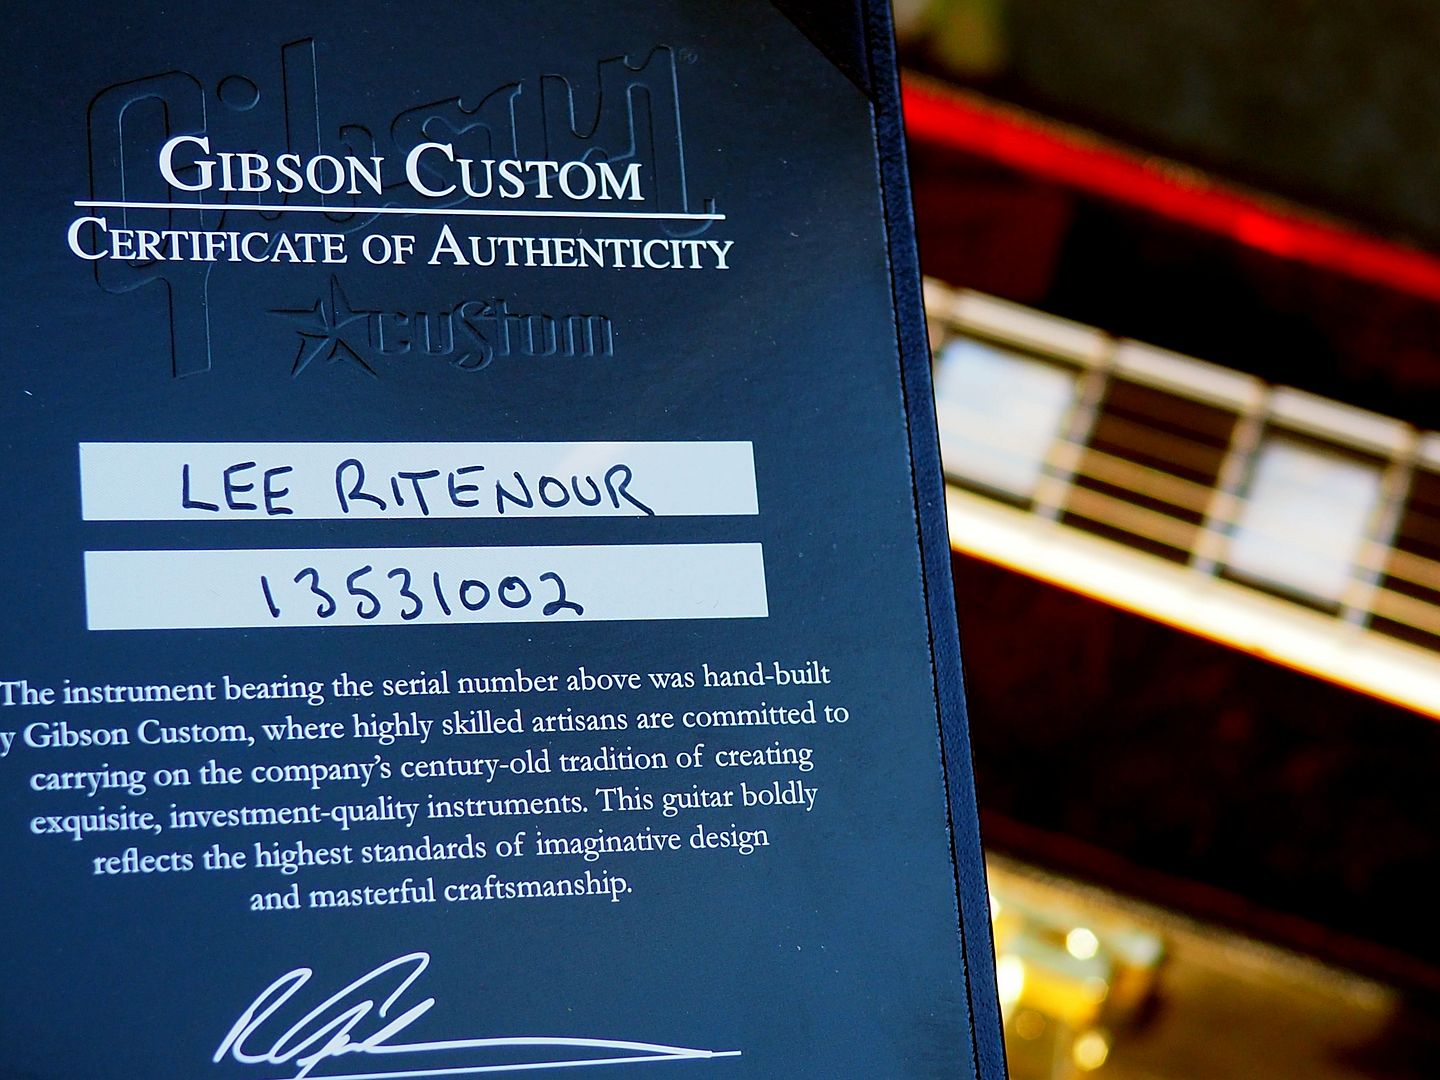 Gibson ®
GIBSON CUSTOM
CERTIFICATE OF AUTHENTICITY
custom
LEE RITENOUR
13531002
The instrument bearing the serial number above was hand-built
y Gibson Custom, where highly skilled artisans are committed to
carrying on the company's century-old tradition of creating
exquisite, investment-quality instruments. This guitar boldly
reflects the highest standards of imaginative design
and masterful craftsmanship.